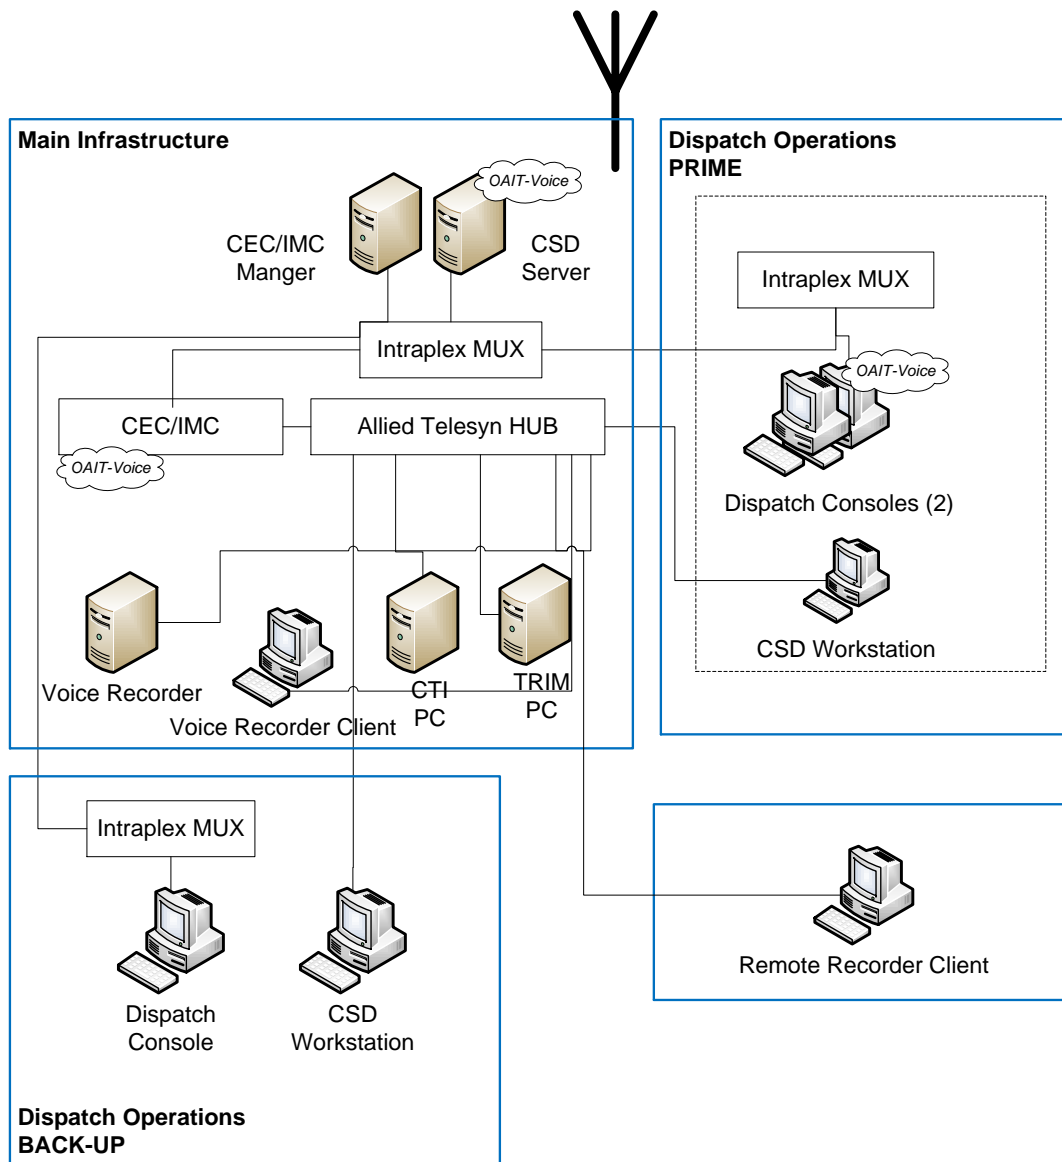 Main Infrastructure
OAIT-Voice
CEC/IMC
Manger
CSD
Server
Intraplex MUX
CEC/IMC
OAIT-Voice
Allied Telesyn HUB
Voice Recorder
Voice Recorder Client
CTI
PC
TRIM
PC
Dispatch Operations
PRIME
Intraplex MUX
OAIT-Voice
Dispatch Consoles (2)
CSD Workstation
Intraplex MUX
Dispatch
Console
CSD
Workstation
Dispatch Operations
BACK-UP
Remote Recorder Client